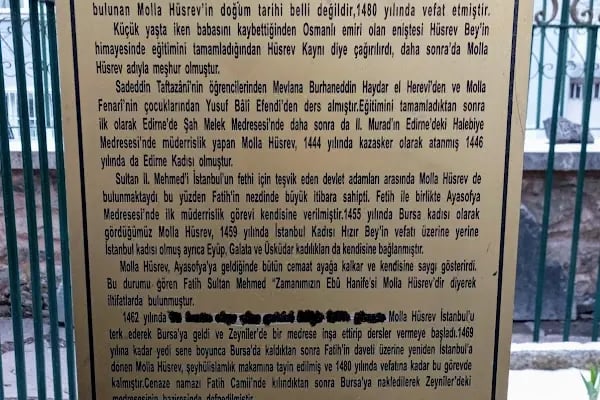 bulunan Molla Hüsrev'in doğum tarihi belli değildir,1480 yılında vefat etmiştir.
Küçük yaşta iken babasını kaybettiğinden Osmanlı emiri olan eniştesi Hüsrev Bey'in
himayesinde eğitimini tamamladığından Hüsrev Kaynı diye çağırılırdı, daha sonra'da Molla
Hüsrev adıyla meşhur olmuştur.
Sadeddin Taftazânî'nin öğrencilerinden Mevlana Burhaneddin Haydar el Herevî'den ve Molla
Fenari'nin çocuklarından Yusuf Bâli Efendi'den ders almıştır.Eğitimini tamamladıktan sonra
ilk olarak Edirne'de Şah Melek Medresesi'nde daha sonra da II. Murad'ın Edirne'deki Halebiye
Medresesi'nde müderrislik yapan Molla Hüsrev, 1444 yılında kazasker olarak atanmış 1446
yılında da Edirne Kadısı olmuştur.
Sultan II. Mehmed'i İstanbul'un fethi için teşvik eden devlet adamları arasında Molla Hüsrev de
bulunmaktaydı bu yüzden Fatih'in nezdinde büyük itibara sahipti. Fetih ile birlikte Ayasofya
Medresesi'nde ilk müderrislik görevi kendisine verilmiştir.1455 yılında Bursa kadısı olarak
gördüğümüz Molla Hüsrev, 1459 yılında İstanbul Kadısı Hızır Bey'in vefatı üzerine yerine
İstanbul kadısı olmuş ayrıca Eyüp, Galata ve Üsküdar kadılıkları da kendisine bağlanmıştır.
Molla Hüsrev, Ayasofya'ya geldiğinde bütün cemaat ayağa kalkar ve kendisine saygı gösterirdi.
Bu durumu gören Fatih Sultan Mehmed "Zamanımızın Ebû Hanife'si Molla Hüsrev'dir diyerek
iltifatlarda bulunmuştur.
1462 yılında Molla Hüsrev İstanbul'u
terk ederek Bursa'ya geldi ve Zeynîler'de bir medrese inşa ettirip dersler vermeye başladı.1469
yılına kadar yedi sene boyunca Bursa'da kaldıktan sonra Fatih'in daveti üzerine yeniden İstanbul'a
dönen Molla Hüsrev, şeyhülislamlık makamına tayin edilmiş ve 1480 yılında vefatına kadar bu görevde
kalmıştır.Cenaze namazı Fatih Camii'nde kılındıktan sonra Bursa'ya nakledilerek Zeynîler'deki
medresesinin haziresinde defnedilmiştir.